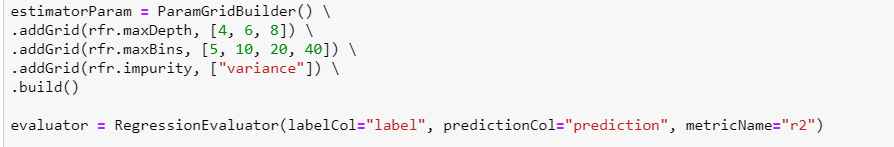 estimatorParam = ParamGridBuilder() \
.addGrid(rfr.maxDepth, [4, 6, 8]) \
.addGrid(rfr.maxBins, [5, 10, 20, 40]) \
.addGrid(rfr.impurity, ["variance"]) \
.build()
evaluator = RegressionEvaluator(labelCol="label", predictionCol="prediction", metricName="r2")